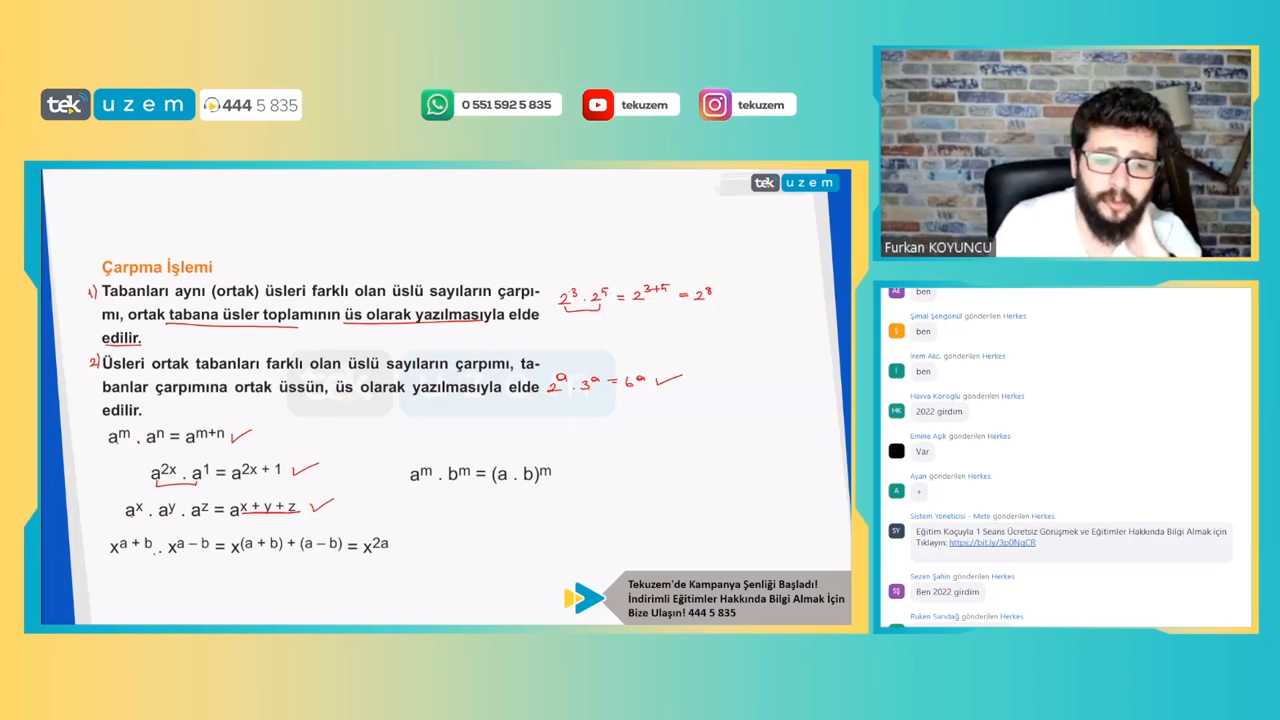 tek uzem 444 5 835
0 551 592 5 835
tekuzem
tekuzem
tek uzem
Çarpma İşlemi
1) Tabanları aynı (ortak) üsleri farklı olan üslü sayıların çarpı-
mı, ortak tabana üsler toplamının üs olarak yazılmasıyla elde
edilir.
2³ . 2⁵ = 2³⁺⁵ = 2⁸
2) Üsleri ortak tabanları farklı olan üslü sayıların çarpımı, ta-
banlar çarpımına ortak üssün, üs olarak yazılmasıyla elde
edilir.
2ᵃ . 3ᵃ = 6ᵃ
aᵐ . aⁿ = aᵐ⁺ⁿ
a²ˣ . a¹ = a²ˣ ⁺ ¹
aᵐ . bᵐ = (a . b)ᵐ
aˣ . aʸ . aᶻ = aˣ ⁺ ʸ ⁺ ᶻ
xᵃ ⁺ ᵇ . xᵃ ⁻ ᵇ = x⁽ᵃ ⁺ ᵇ⁾ ⁺ ⁽ᵃ ⁻ ᵇ⁾ = x²ᵃ
Tekuzem'de Kampanya Şenliği Başladı!
İndirimli Eğitimler Hakkında Bilgi Almak İçin
Bize Ulaşın! 444 5 835
Furkan KOYUNCU
AE
ben
Şimal Şengönül gönderilen Herkes
Ş
ben
İrem Akc. gönderilen Herkes
İ
ben
Havva Koroglu gönderilen Herkes
HK
2022 girdım
Emine Aşik gönderilen Herkes
Var
Ayan gönderilen Herkes
A
+
Sistem Yöneticisi - Mete gönderilen Herkes
SY
Eğitim Koçuyla 1 Seans Ücretsiz Görüşmek ve Eğitimler Hakkında Bilgi Almak için
Tıklayın: https://bit.ly/3p0NqCR
Sezen Şahin gönderilen Herkes
SŞ
Ben 2022 girdim
Ruken Sarıdağ gönderilen Herkes